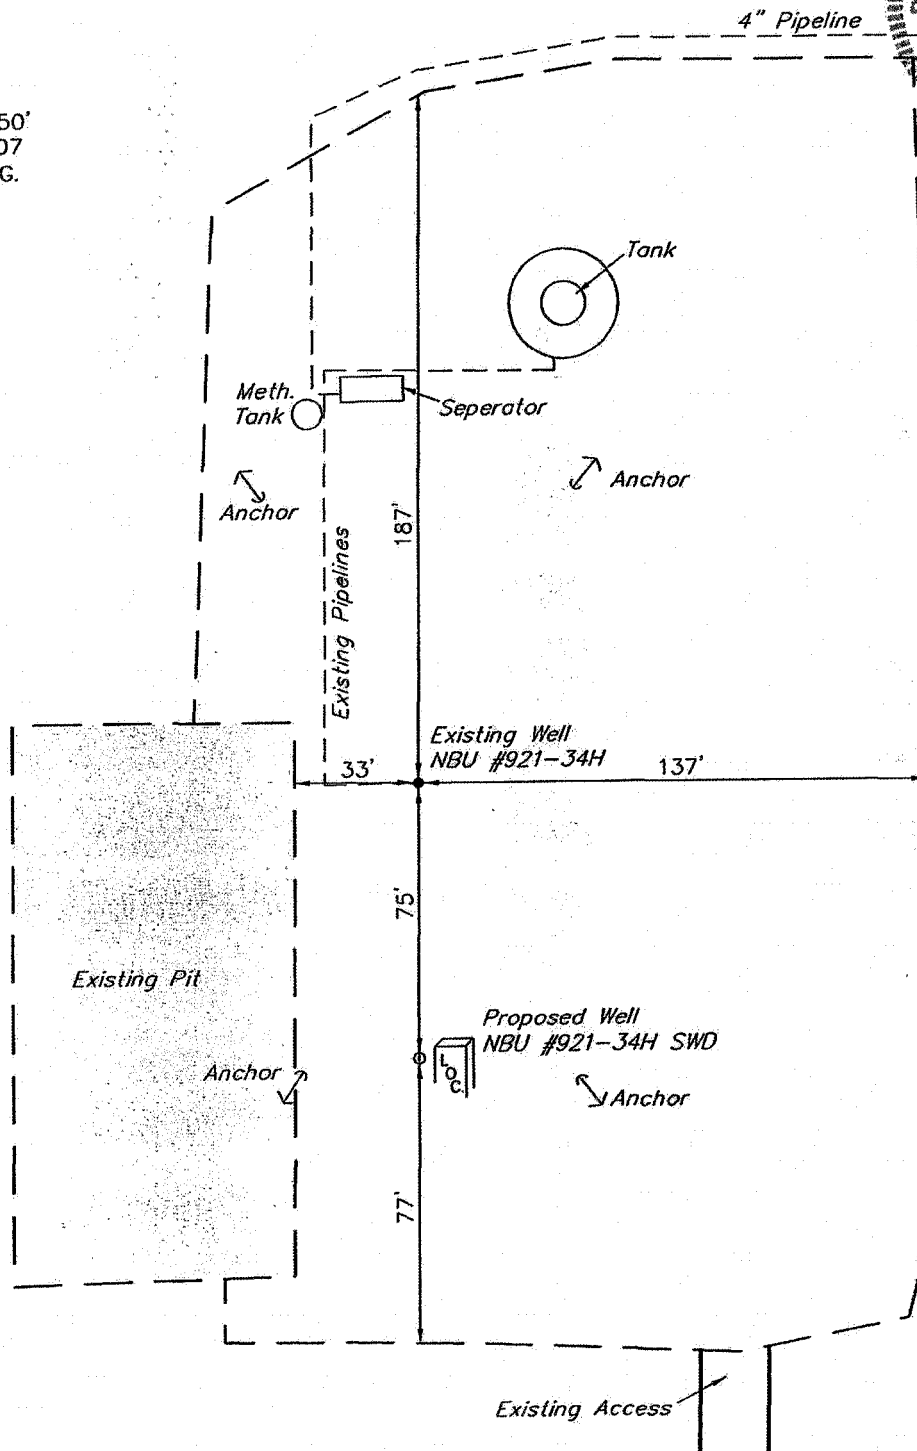 4" Pipeline
50'
07
G.
Tank
Meth.
Tank
Seperator
Anchor
Anchor
187'
Existing Pipelines
Existing Well
NBU #921-34H
33'
137'
75'
Existing Pit
Proposed Well
NBU #921-34H SWD
LOC.
Anchor
Anchor
77'
Existing Access